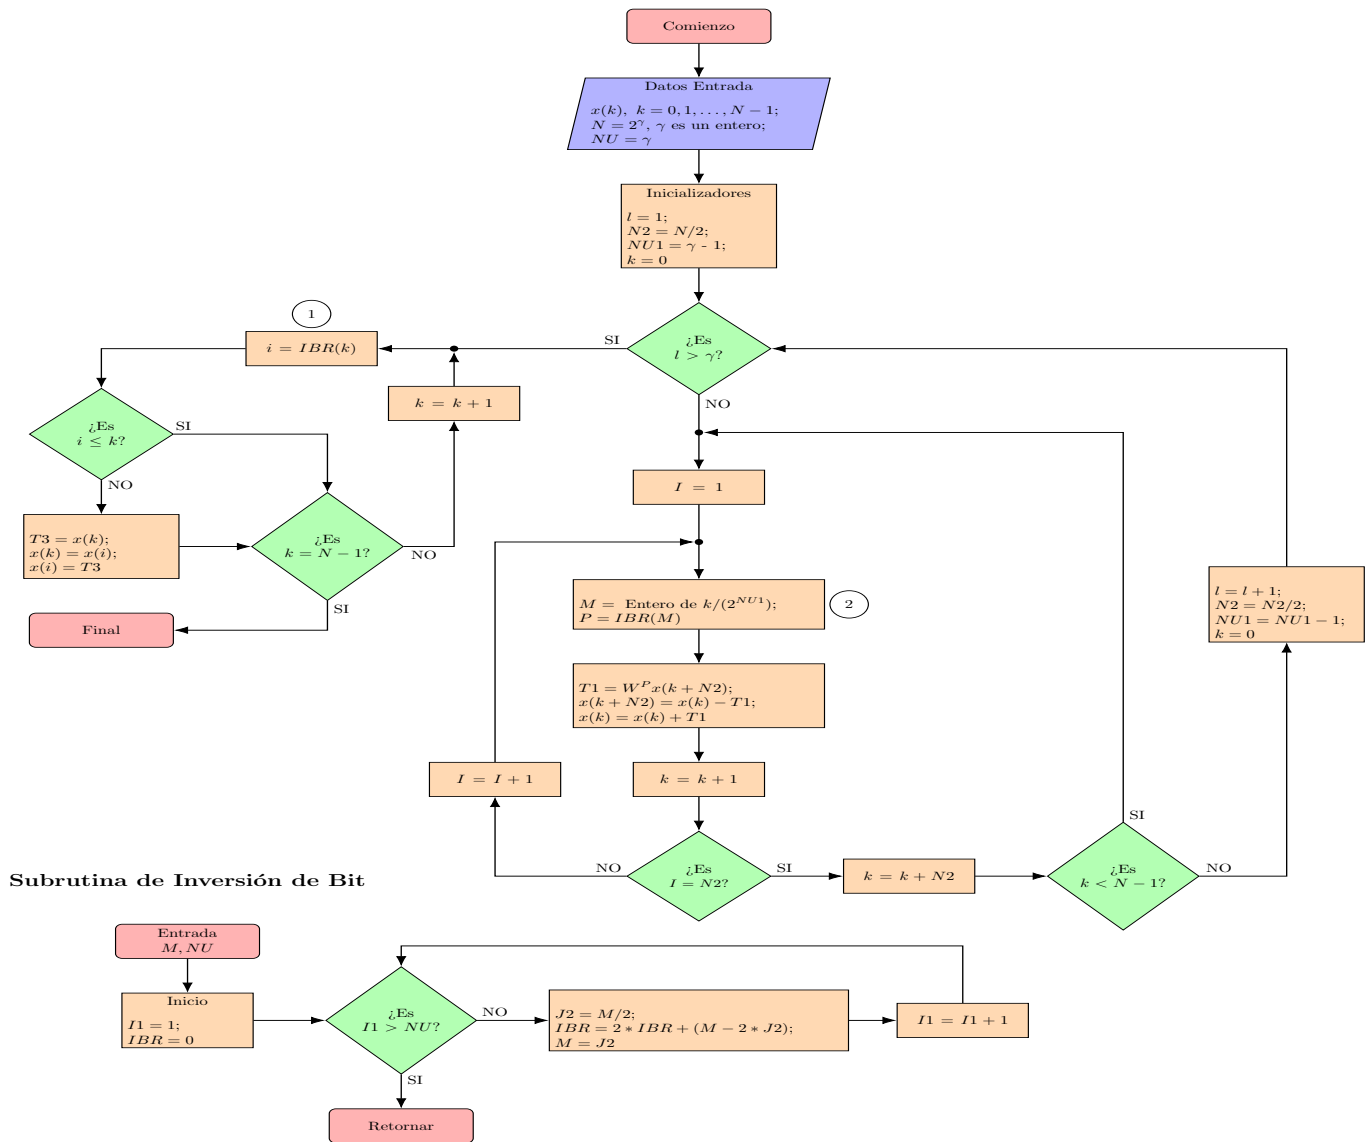 Comienzo
Datos Entrada
x(k), k = 0, 1, . . . , N − 1;
N = 2^γ, γ es un entero;
NU = γ
Inicializadores
l = 1;
N2 = N/2;
NU1 = γ - 1;
k = 0
1
i = IBR(k)
SI
¿Es
l > γ?
NO
k = k + 1
¿Es
i ≤ k?
SI
NO
I = 1
T3 = x(k);
x(k) = x(i);
x(i) = T3
¿Es
k = N − 1?
NO
SI
Final
M = Entero de k/(2^{NU1});
P = IBR(M)
2
l = l + 1;
N2 = N2/2;
NU1 = NU1 − 1;
k = 0
T1 = W^P x(k + N2);
x(k + N2) = x(k) − T1;
x(k) = x(k) + T1
I = I + 1
k = k + 1
NO
¿Es
I = N2?
SI
k = k + N2
SI
¿Es
k < N − 1?
NO
Subrutina de Inversión de Bit
Entrada
M, NU
Inicio
I1 = 1;
IBR = 0
¿Es
I1 > NU?
NO
SI
J2 = M/2;
IBR = 2 ∗ IBR + (M − 2 ∗ J2);
M = J2
I1 = I1 + 1
Retornar